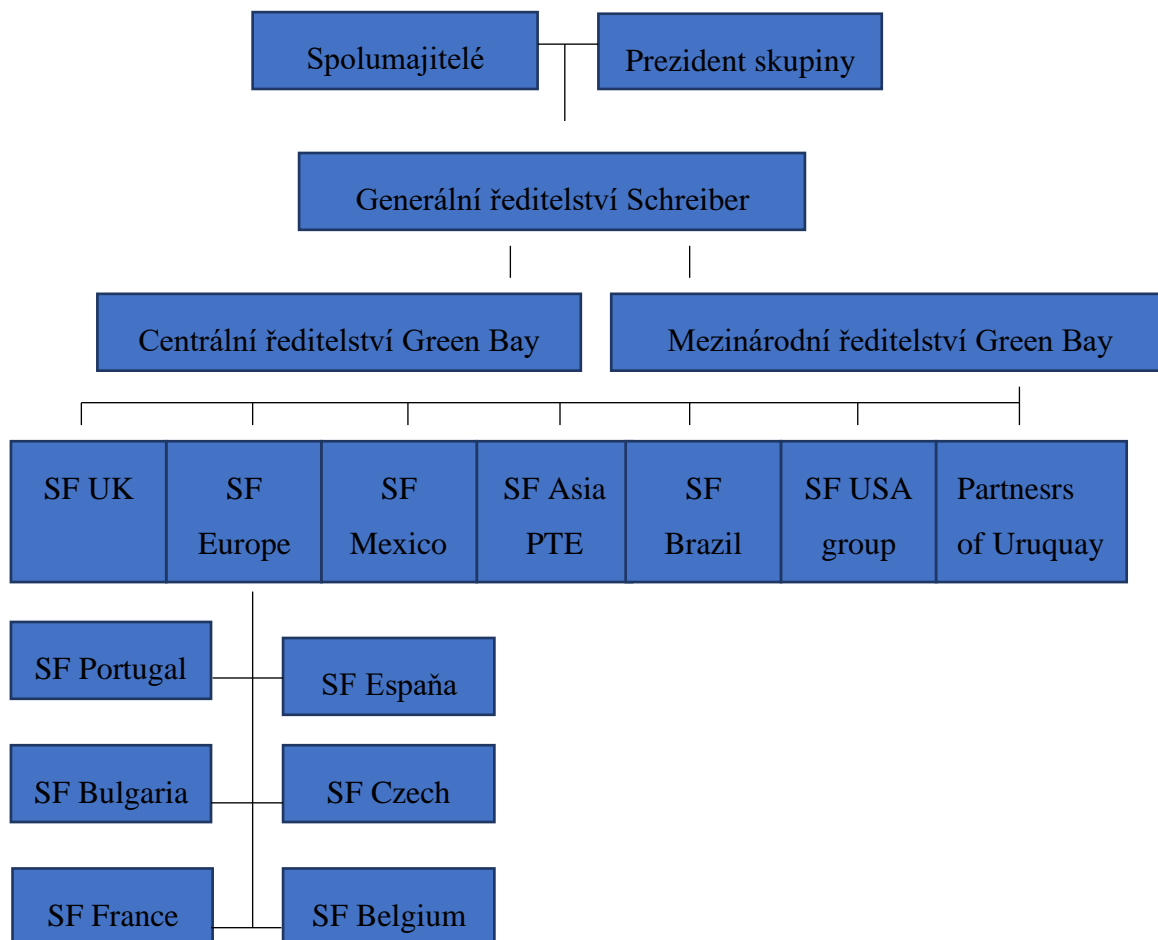 Spolumajitelé
Prezident skupiny
Generální ředitelství Schreiber
Centrální ředitelství Green Bay
Mezinárodní ředitelství Green Bay
SF UK
SF
Europe
SF
Mexico
SF Asia
PTE
SF
Brazil
SF USA
group
Partnesrs
of Uruquay
SF Portugal
SF Espaňa
SF Bulgaria
SF Czech
SF France
SF Belgium